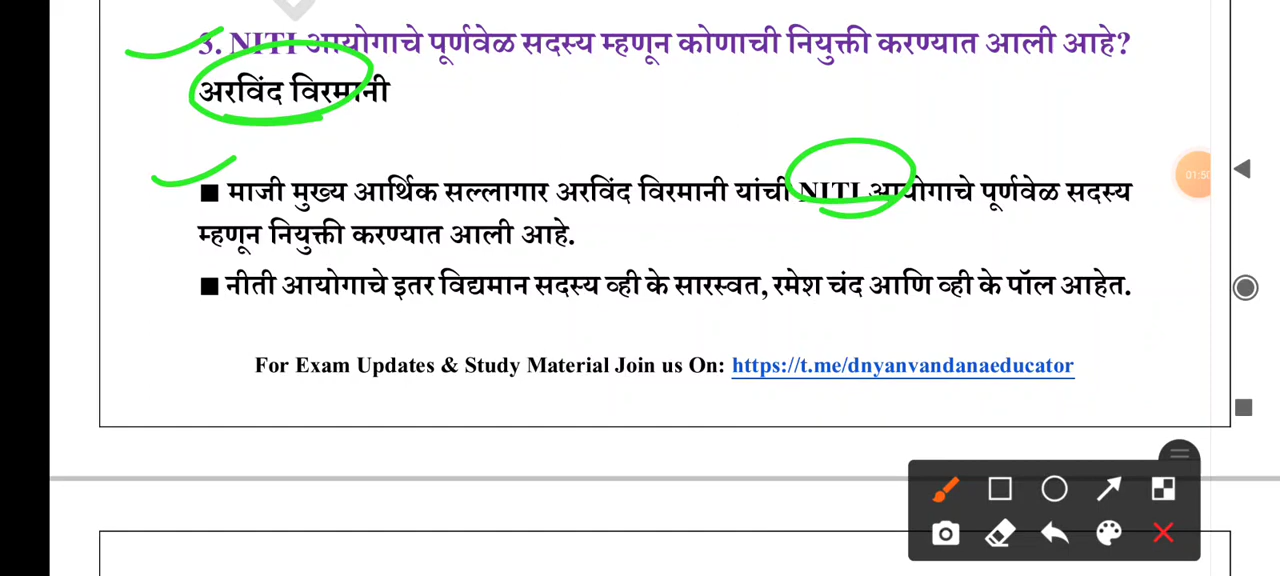 3. NITI आयोगाचे पूर्णवेळ सदस्य म्हणून कोणाची नियुक्ती करण्यात आली आहे?
अरविंद विरमानी
■ माजी मुख्य आर्थिक सल्लागार अरविंद विरमानी यांची NITI आयोगाचे पूर्णवेळ सदस्य
म्हणून नियुक्ती करण्यात आली आहे.
■ नीती आयोगाचे इतर विद्यमान सदस्य व्ही के सारस्वत, रमेश चंद आणि व्ही के पॉल आहेत.
For Exam Updates & Study Material Join us On: https://t.me/dnyanvandanaeducator
01:50